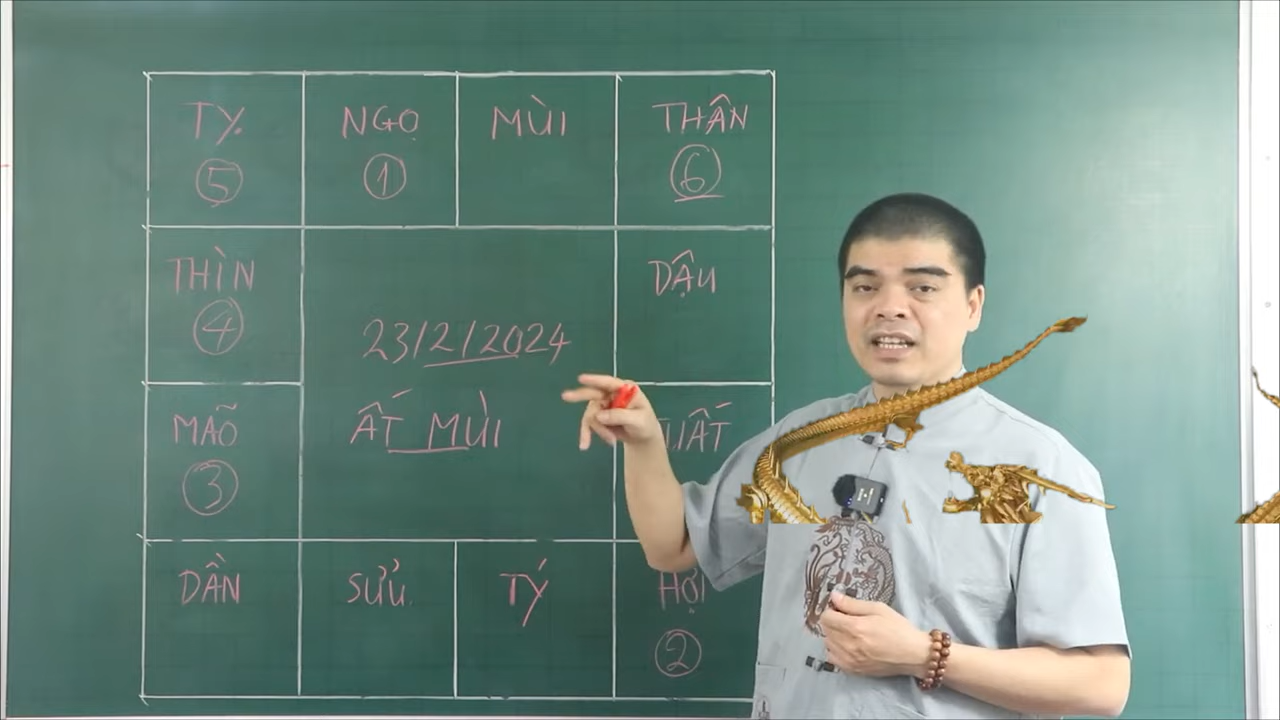 TỴ
NGỌ
MÙI
THÂN
5
1
6
THÌN
DẬU
4
23/2/2024
ẤT MÙI
MÃO
3
DẦN
SỬU
TÝ
HỢI
2